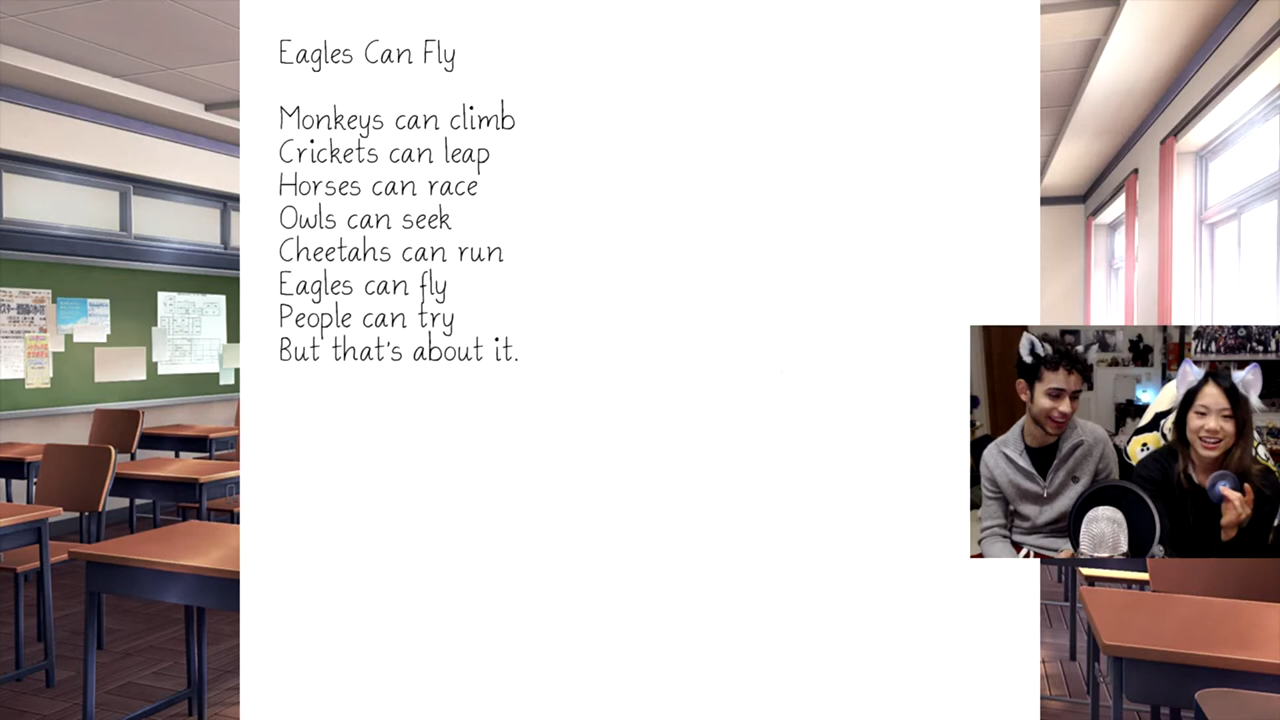 Eagles Can Fly
Monkeys can climb
Crickets can leap
Horses can race
Owls can seek
Cheetahs can run
Eagles can fly
People can try
But that's about it.